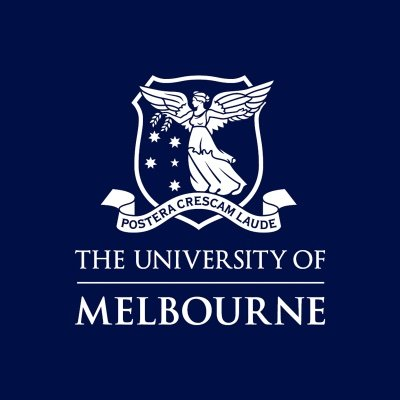 POSTERA CRESCAM LAUDE
THE UNIVERSITY OF
MELBOURNE